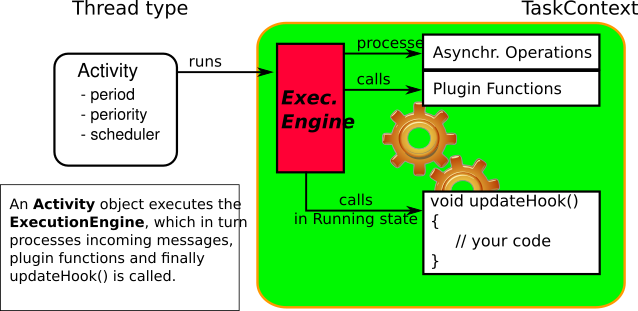 Thread type
TaskContext
Activity
- period
- periority
- scheduler
runs
Exec.
Engine
processe
Asynchr. Operations
calls
Plugin Functions
calls
in Running state
void updateHook()
{
// your code
}
An Activity object executes the
ExecutionEngine, which in turn
processes incoming messages,
plugin functions and finally
updateHook() is called.